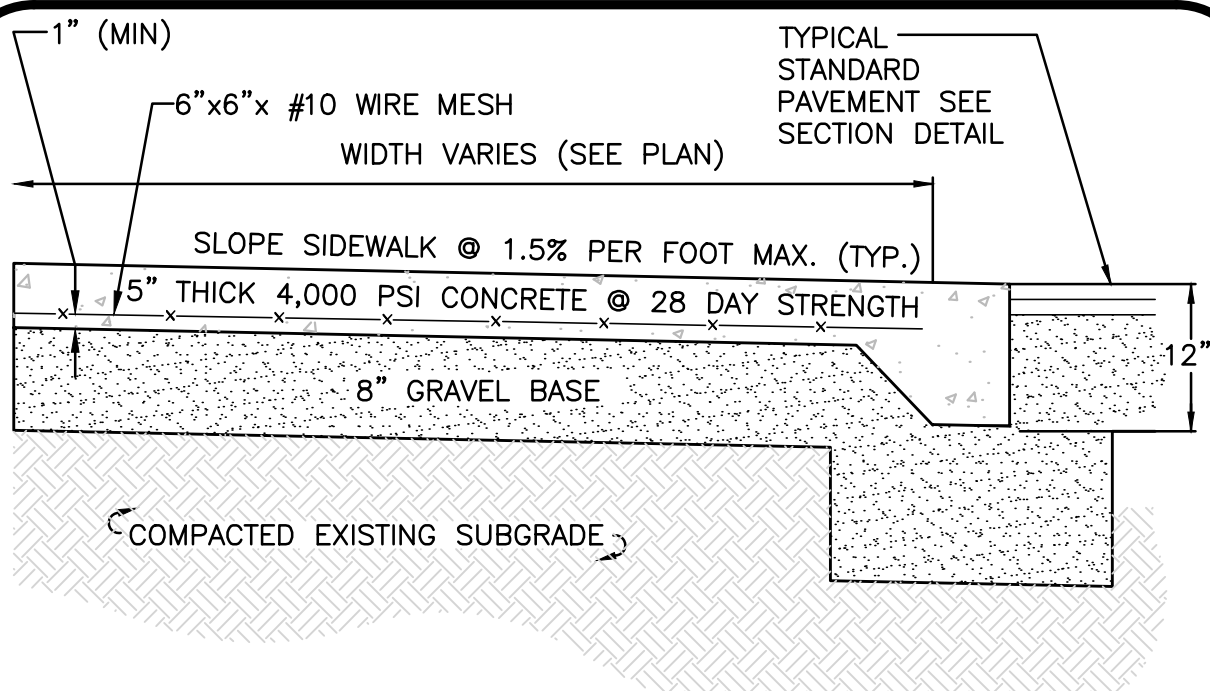 1” (MIN)
6”x6”x #10 WIRE MESH
WIDTH VARIES (SEE PLAN)
TYPICAL
STANDARD
PAVEMENT SEE
SECTION DETAIL
SLOPE SIDEWALK @ 1.5% PER FOOT MAX. (TYP.)
5” THICK 4,000 PSI CONCRETE @ 28 DAY STRENGTH
12”
8” GRAVEL BASE
COMPACTED EXISTING SUBGRADE